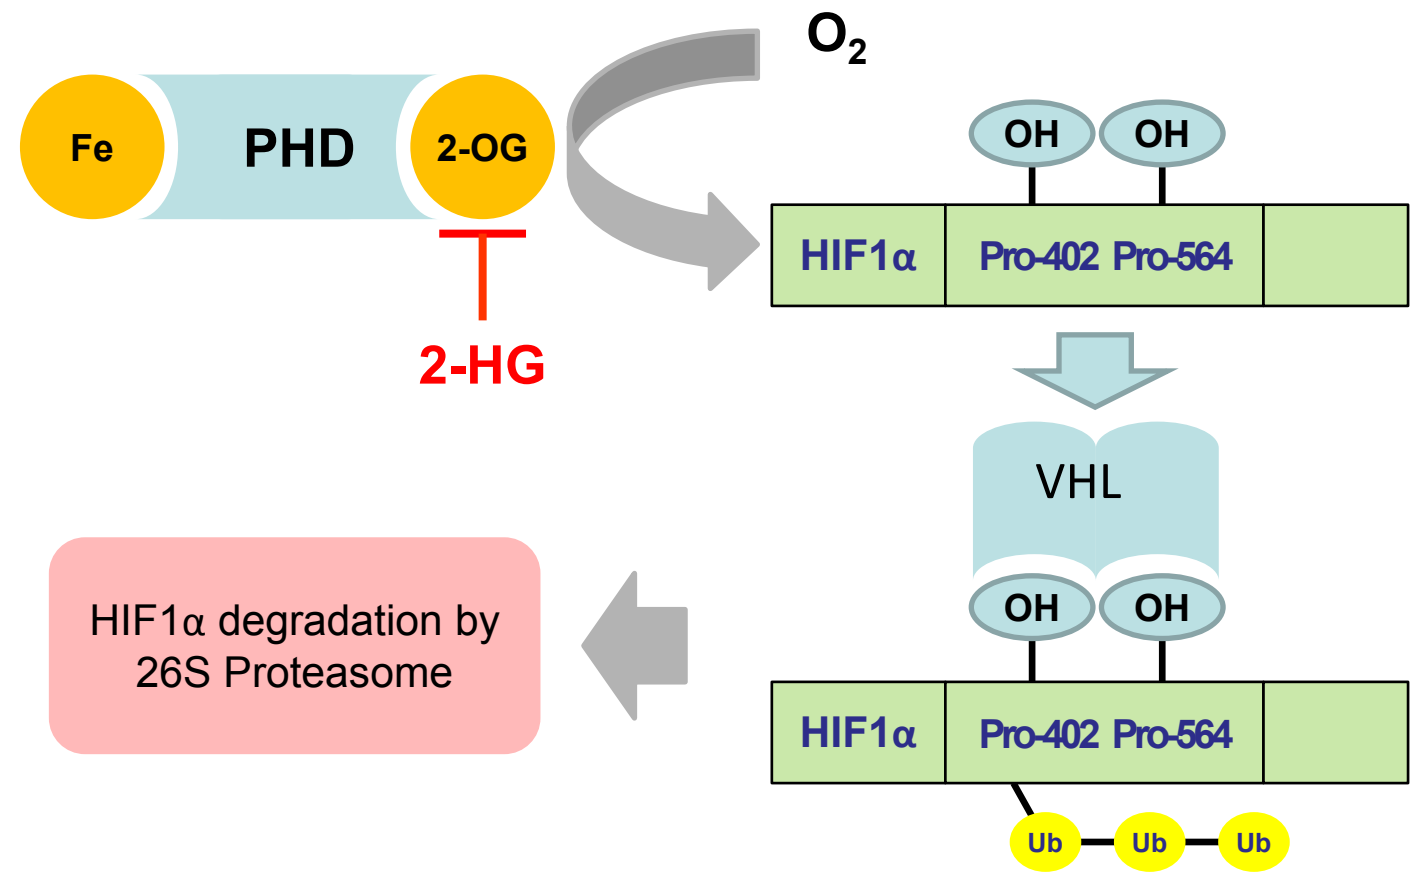 O₂
Fe PHD 2-OG
OH OH
HIF1α Pro-402 Pro-564
2-HG
VHL
OH OH
HIF1α degradation by
26S Proteasome
HIF1α Pro-402 Pro-564
Ub Ub Ub